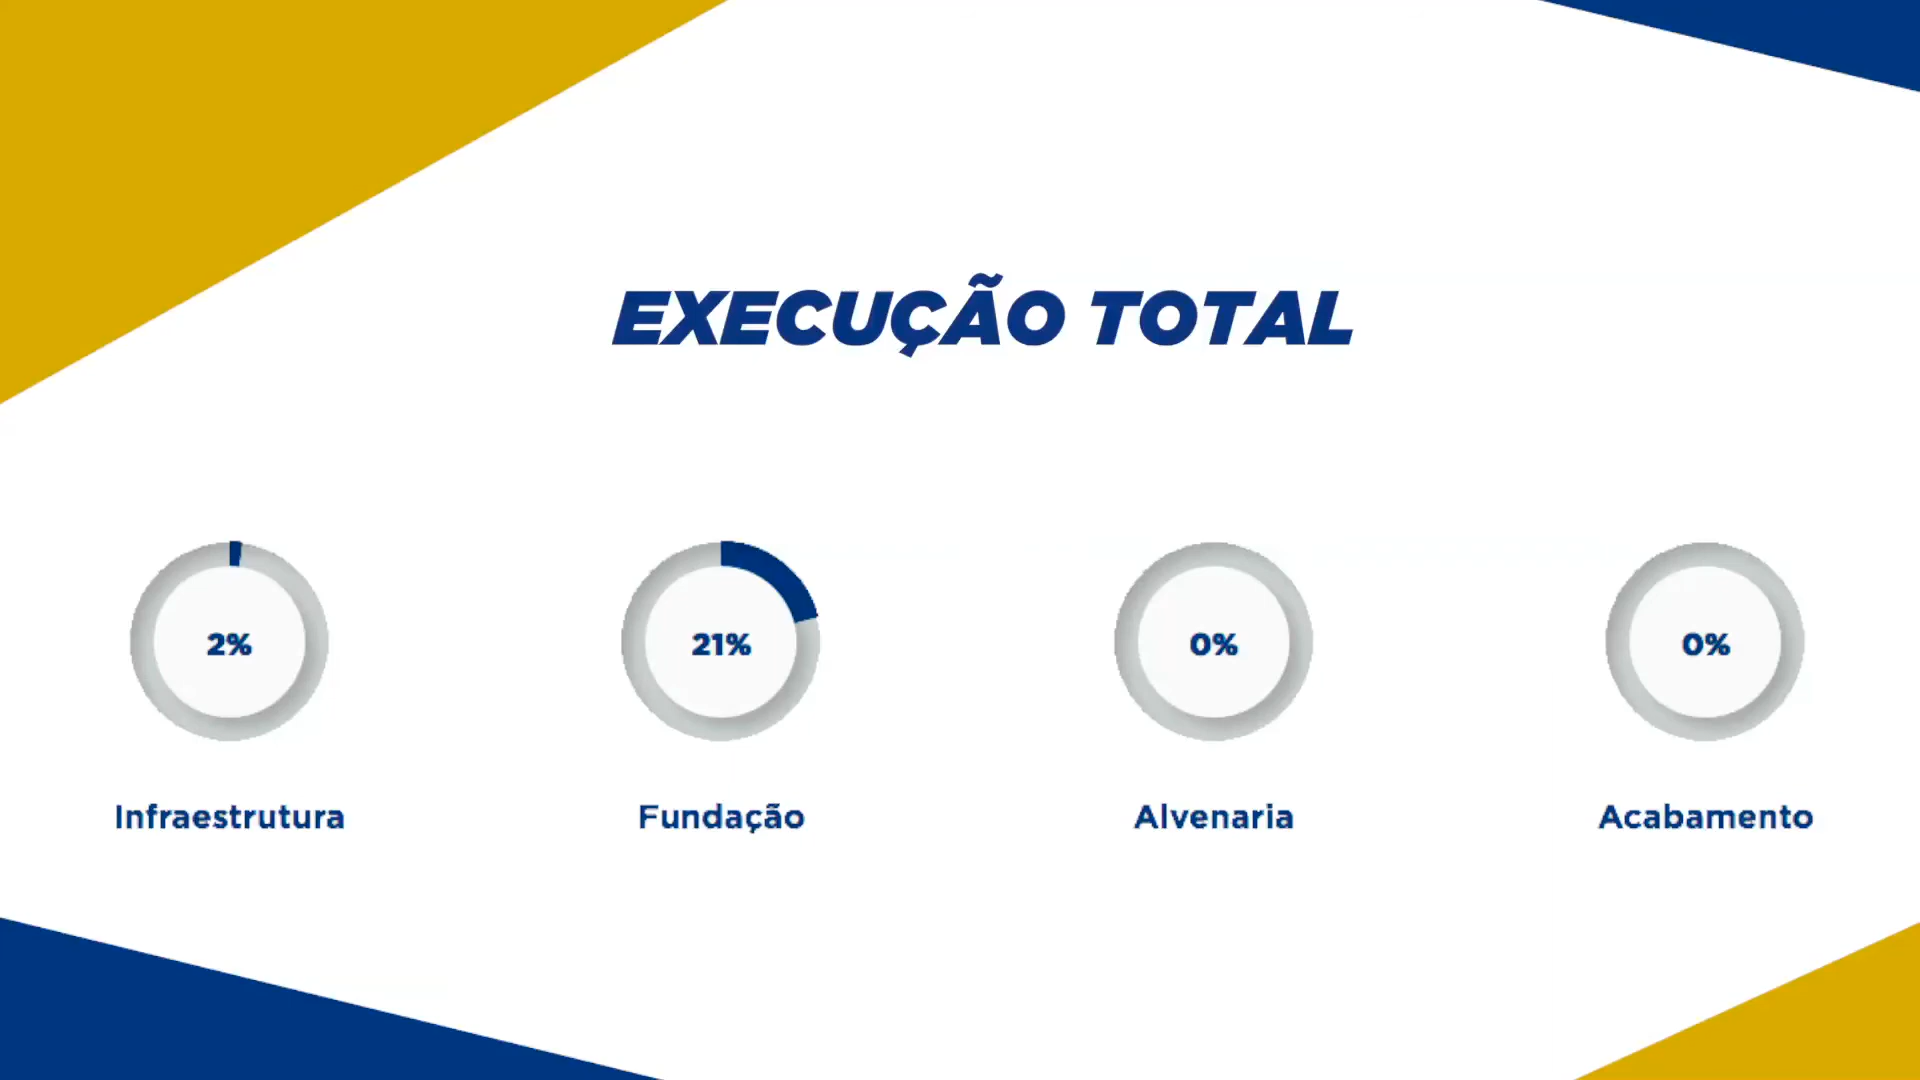 EXECUÇÃO TOTAL
2%
21%
0%
0%
Infraestrutura
Fundação
Alvenaria
Acabamento